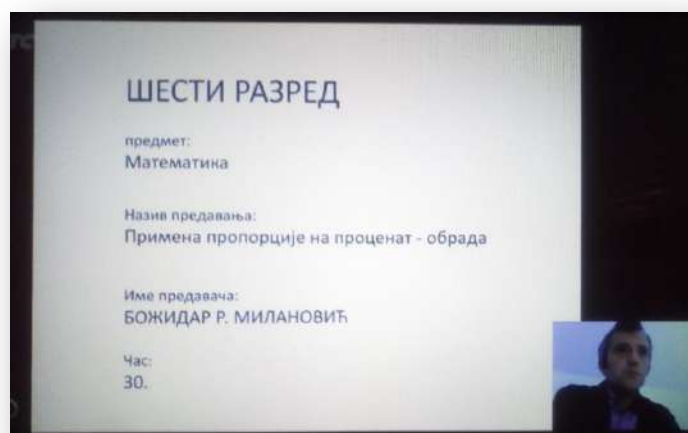 ШЕСТИ РАЗРЕД
предмет:
Математика
Назив предавања:
Примена пропорције на проценат - обрада
Име предавача:
БОЖИДАР Р. МИЛАНОВИЋ
Час:
30.